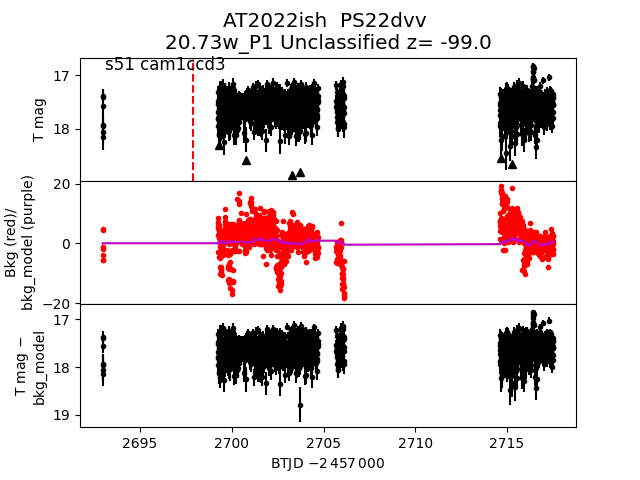 AT2022ish  PS22dvv
20.73w_P1 Unclassified z= -99.0
s51 cam1ccd3
17
18
T mag
20
0
−20
Bkg (red)/
bkg_model (purple)
17
18
19
T mag −
bkg_model
2695
2700
2705
2710
2715
BTJD −2 457 000